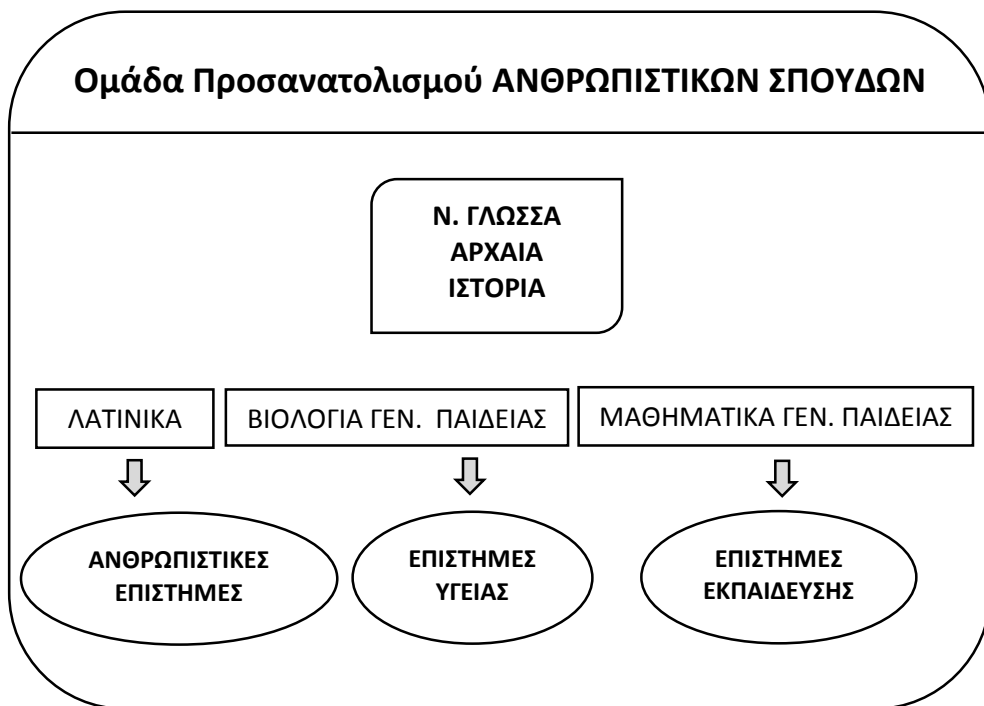 Ομάδα Προσανατολισμού ΑΝΘΡΩΠΙΣΤΙΚΩΝ ΣΠΟΥΔΩΝ
Ν. ΓΛΩΣΣΑ
ΑΡΧΑΙΑ
ΙΣΤΟΡΙΑ
ΛΑΤΙΝΙΚΑ
ΒΙΟΛΟΓΙΑ ΓΕΝ. ΠΑΙΔΕΙΑΣ
ΜΑΘΗΜΑΤΙΚΑ ΓΕΝ. ΠΑΙΔΕΙΑΣ
ΑΝΘΡΩΠΙΣΤΙΚΕΣ
ΕΠΙΣΤΗΜΕΣ
ΕΠΙΣΤΗΜΕΣ
ΥΓΕΙΑΣ
ΕΠΙΣΤΗΜΕΣ
ΕΚΠΑΙΔΕΥΣΗΣ